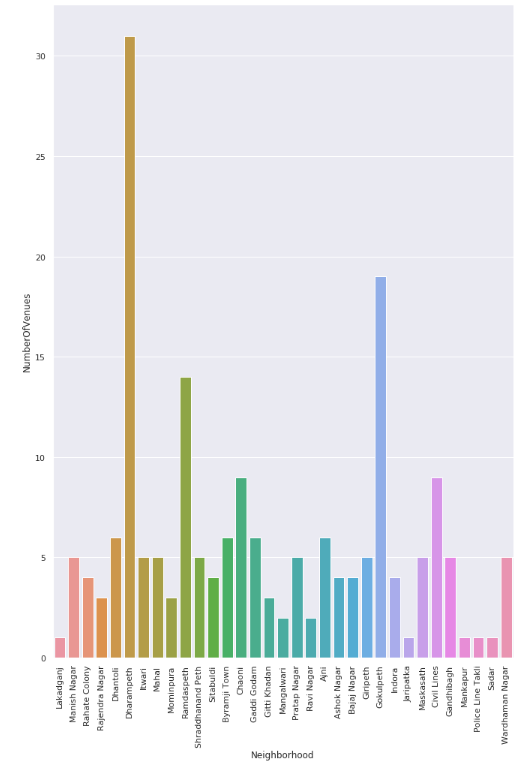 30
25
20
15
10
5
0
NumberOfVenues
Lakadganj
Manish Nagar
Rahate Colony
Rajendra Nagar
Dhantoli
Dharampeth
Itwari
Mahal
Mominpura
Ramdaspeth
Shraddhanand Peth
Sitabuldi
Byramji Town
Chaoni
Gaddi Godam
Gitti Khadan
Mangalwari
Pratap Nagar
Ravi Nagar
Ajni
Ashok Nagar
Bajaj Nagar
Giripeth
Gokulpeth
Indora
Jaripatka
Maskasath
Civil Lines
Gandhibagh
Mankapur
Police Line Takli
Sadar
Wardhaman Nagar
Neighborhood